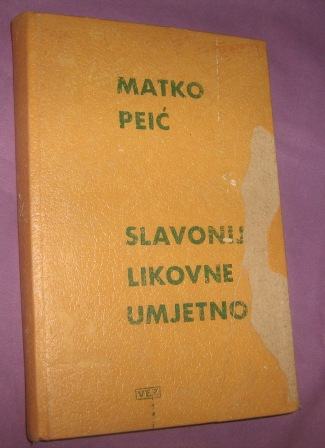 MATKO
PEIĆ
SLAVONIJ
LIKOVNE
UMJETNO